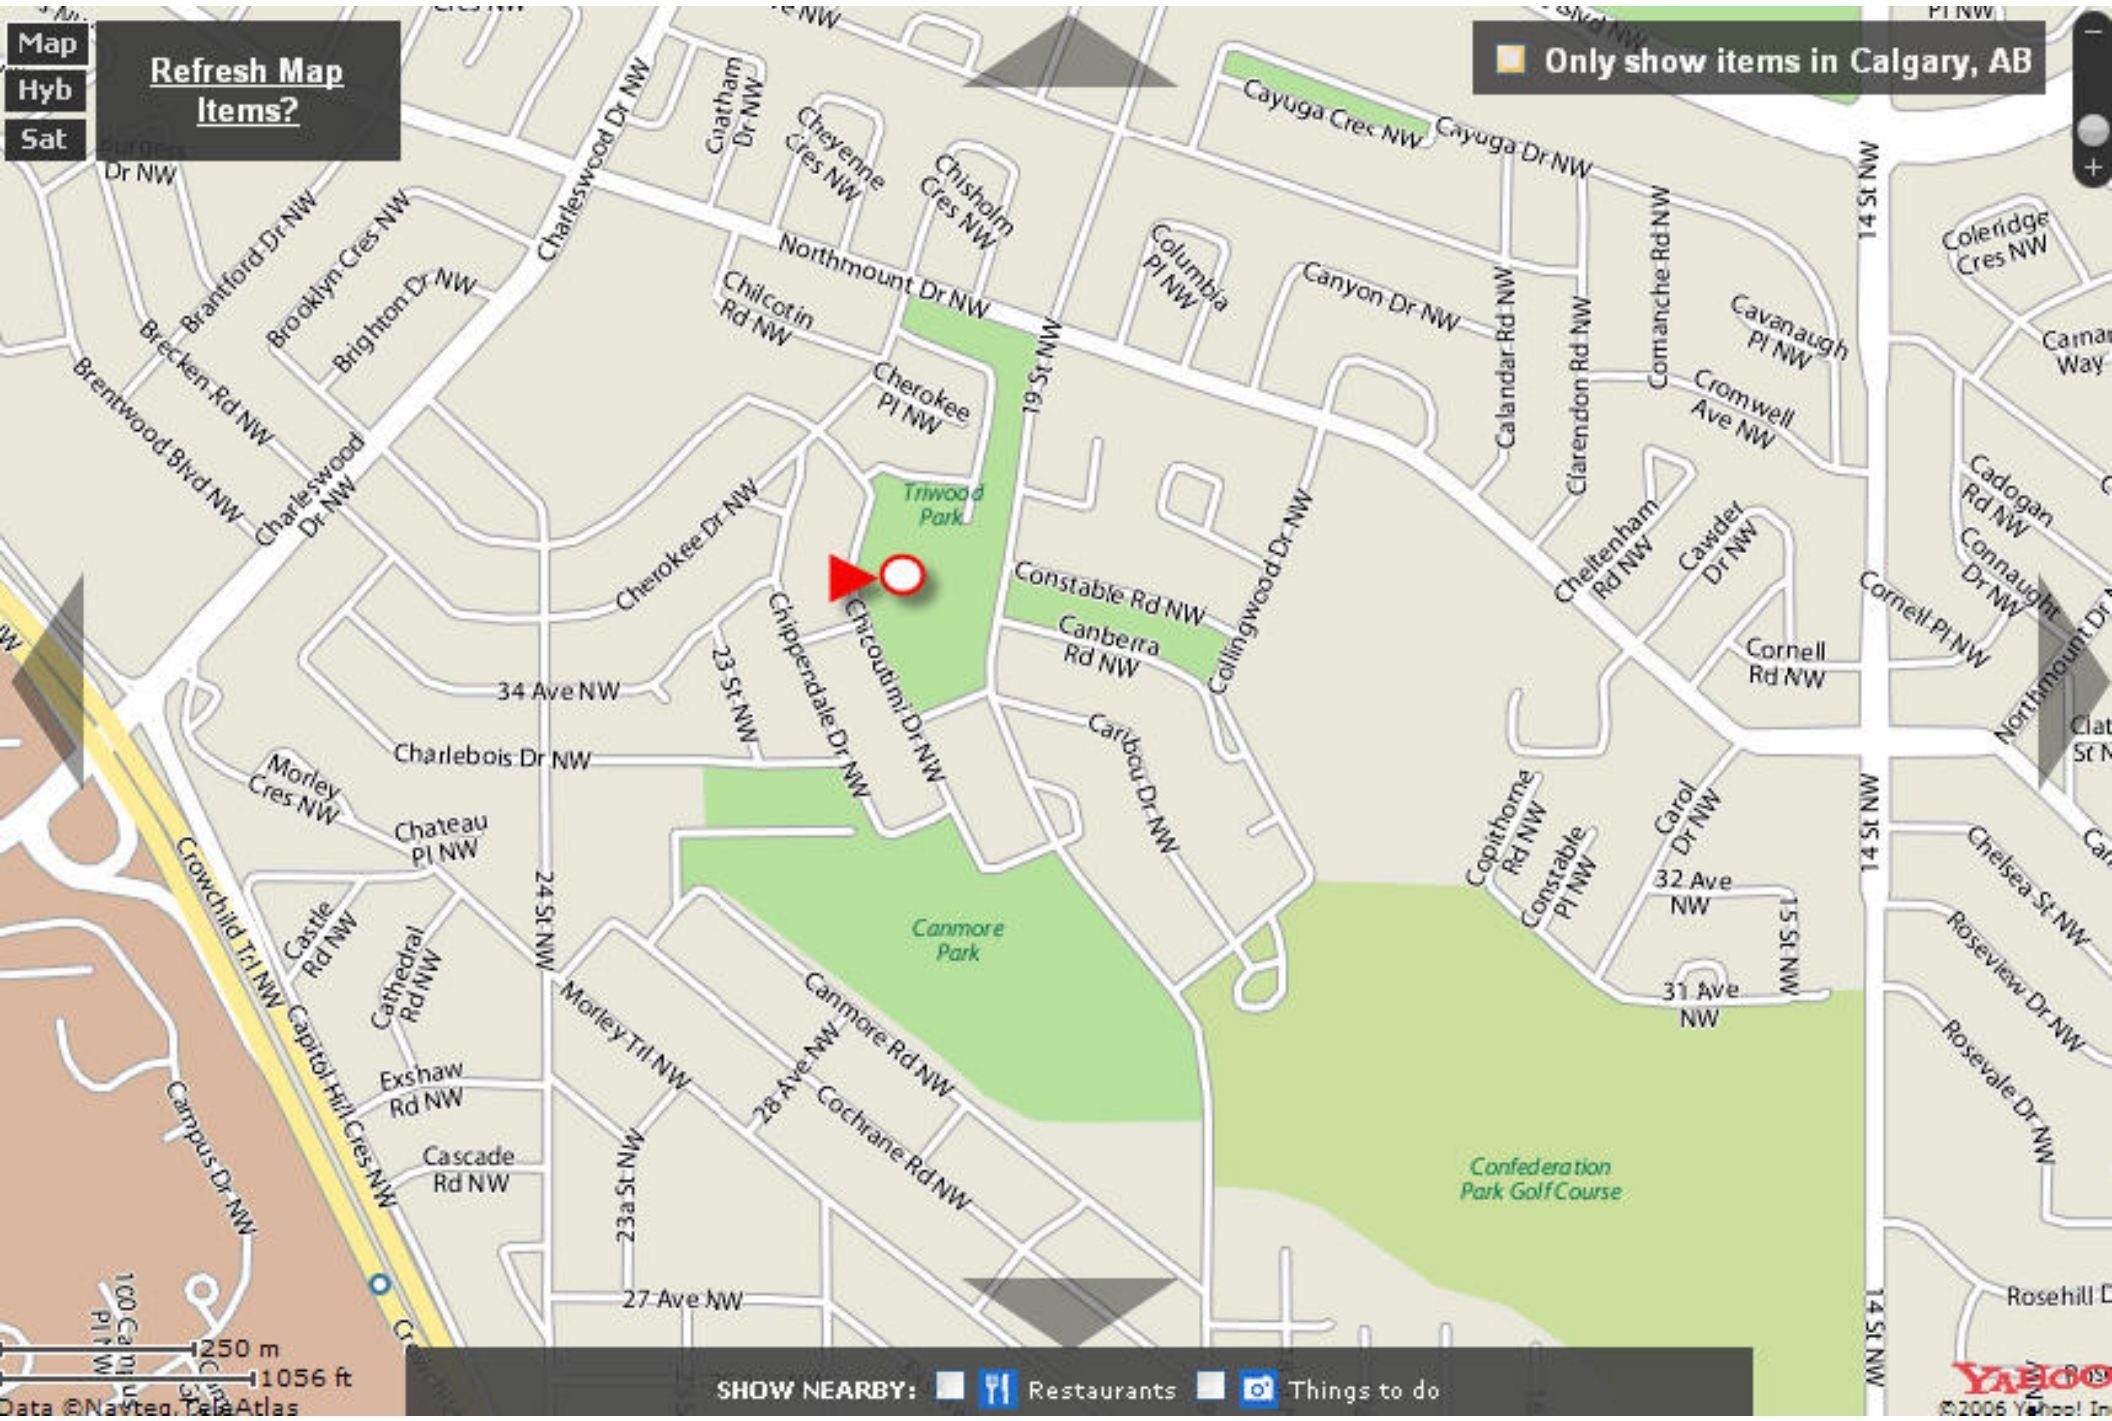 Map
Hyb
Sat
Refresh Map
Items?
Only show items in Calgary, AB
Cres NW
Pl NW
Dr NW
Charleswood Dr NW
Dr NW
Cheyenne
Cres NW
Chisholm
Cres NW
Cayuga Cres NW
Cayuga Dr NW
14 St NW
Brantford Dr NW
Brooklyn Cres NW
Brighton Dr NW
Northmount Dr NW
Chilcotin
Rd NW
Columbia
Pl NW
Canyon Dr NW
Calandar Rd NW
Clarendon Rd NW
Comanche Rd NW
Cavanaugh
Pl NW
Coleridge
Cres NW
Way
Brecken Rd NW
Brentwood Blvd NW
Cherokee
Pl NW
19 St NW
Cromwell
Ave NW
Charleswood
Dr NW
Cherokee Dr NW
Triwood
Park
Constable Rd NW
Canberra
Rd NW
Collingwood Dr NW
Cheltenham
Rd NW
Cawder
Dr NW
Cadogan
Rd NW
Connaught
Dr NW
Cornell Pl NW
Cornell
Rd NW
Northmount Dr
34 Ave NW
23 St NW
Chippendale Dr NW
Chicoutimi Dr NW
Charlebois Dr NW
Caribou Dr NW
Morley
Cres NW
Chateau
Pl NW
Crowchild Trl NW
24 St NW
Castle
Rd NW
Cathedral
Rd NW
Canmore
Park
Copithorne
Rd NW
Constable
Pl NW
Carol
Dr NW
32 Ave
NW
15 St NW
31 Ave
NW
14 St NW
Chelsea St NW
Roseview Dr NW
Rosevale Dr NW
Capitol Hill Cres NW
Morley Trl NW
Canmore Rd NW
28 Ave NW
Cochrane Rd NW
Exshaw
Rd NW
Cascade
Rd NW
Campus Dr NW
23a St NW
27 Ave NW
Confederation
Park Golf Course
Rosehill
14 St NW
250 m
1056 ft
Data ©Navteq, TeleAtlas
SHOW NEARBY: Restaurants Things to do
YAHOO
©2006 Yahoo! In